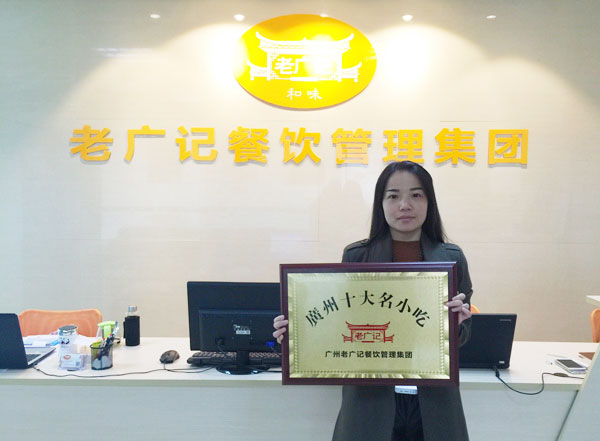 老广记
和味
老广记餐饮管理集团
廣州十大名小吃
老广记
广州老广记餐饮管理集团